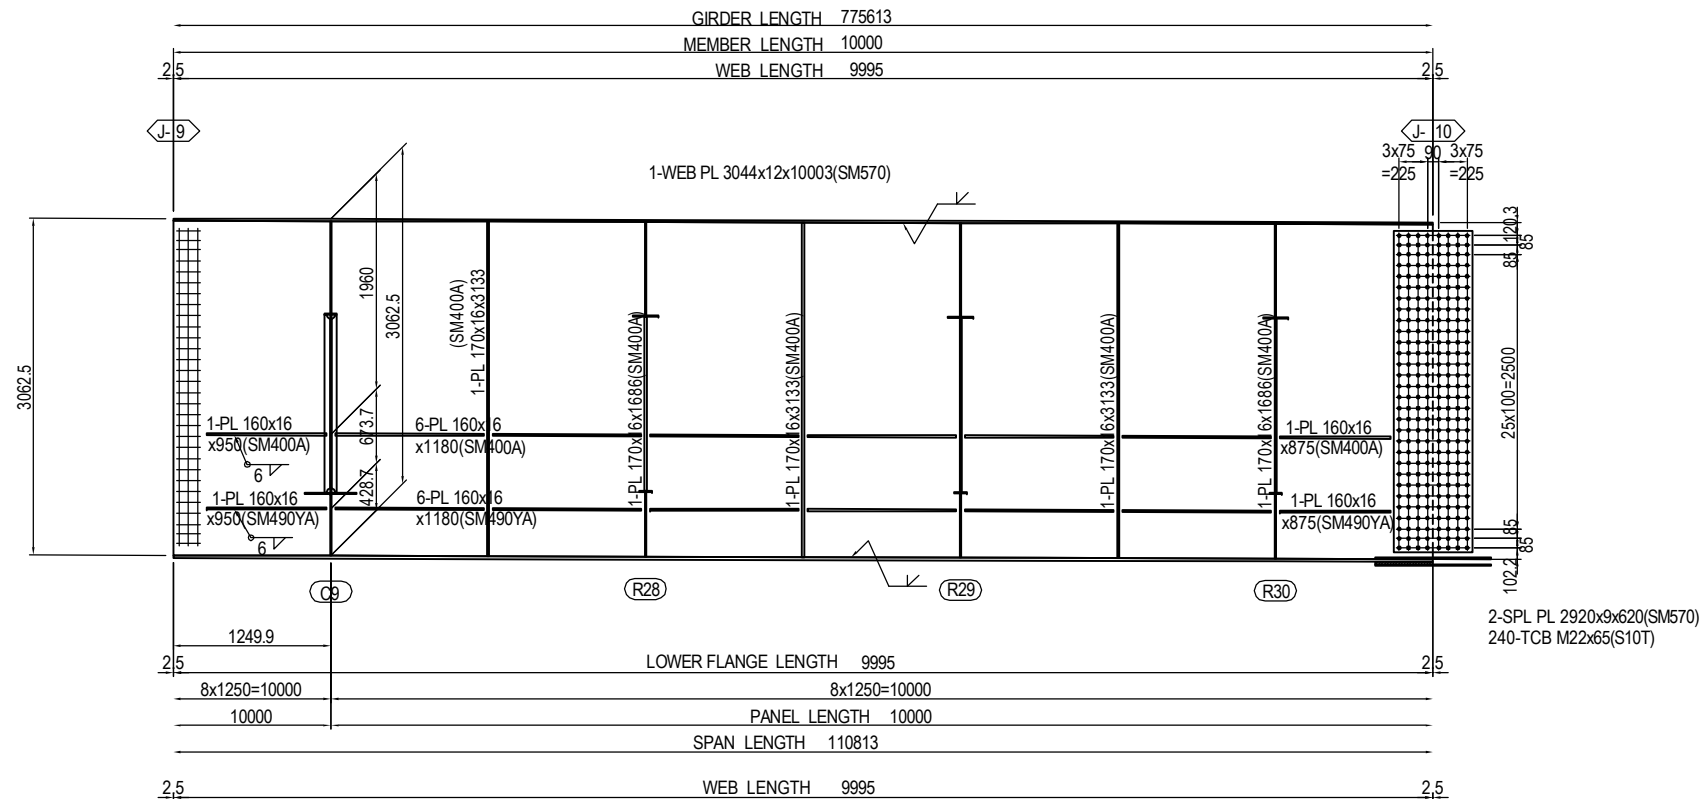 GIRDER LENGTH 775613
MEMBER LENGTH 10000
2.5 WEB LENGTH 9995 2.5
J- 9
J- 10
3x75 90 3x75
=225 =225
1-WEB PL 3044x12x10003(SM570)
120.3
85
85
1960
3062.5
3062.5
(SM400A)
1-PL 170x16x3133
1-PL 170x16x1686(SM400A)
1-PL 170x16x3133(SM400A)
1-PL 170x16x3133(SM400A)
1-PL 170x16x1686(SM400A)
25x100=2500
1-PL 160x16
x950(SM400A)
6
673.7
6-PL 160x16
x1180(SM400A)
1-PL 160x16
x875(SM400A)
428.7
1-PL 160x16
x950(SM490YA)
6
6-PL 160x16
x1180(SM490YA)
1-PL 160x16
x875(SM490YA)
85
85
102.2
C9
R28
R29
R30
2-SPL PL 2920x9x620(SM570)
240-TCB M22x65(S10T)
1249.9
2.5 LOWER FLANGE LENGTH 9995 2.5
8x1250=10000 8x1250=10000
10000 PANEL LENGTH 10000
SPAN LENGTH 110813
2.5 WEB LENGTH 9995 2.5